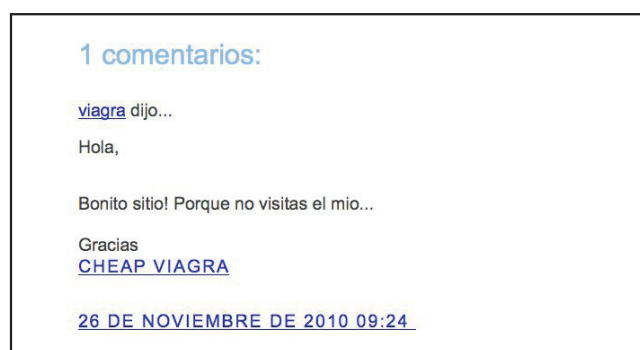 1 comentarios:
viagra dijo...
Hola,
Bonito sitio! Porque no visitas el mio...
Gracias
CHEAP VIAGRA
26 DE NOVIEMBRE DE 2010 09:24